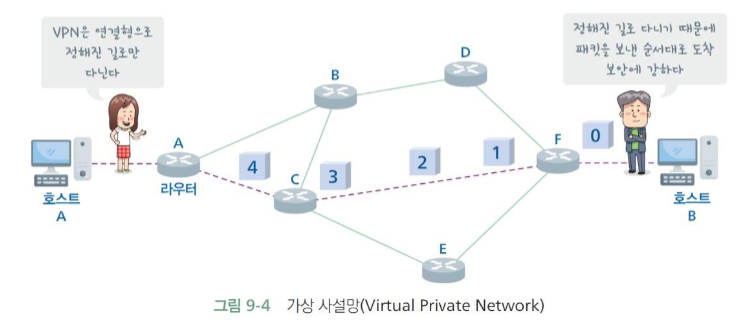 VPN은 연결형으로
정해진 길로만
다닌다
정해진 길로 다니기 때문에
패킷을 보낸 순서대로 도착
보안에 강하다
D
B
A
F
0
1
2
4
3
C
라우터
호스트
A
호스트
B
E
그림 9-4 가상 사설망(Virtual Private Network)